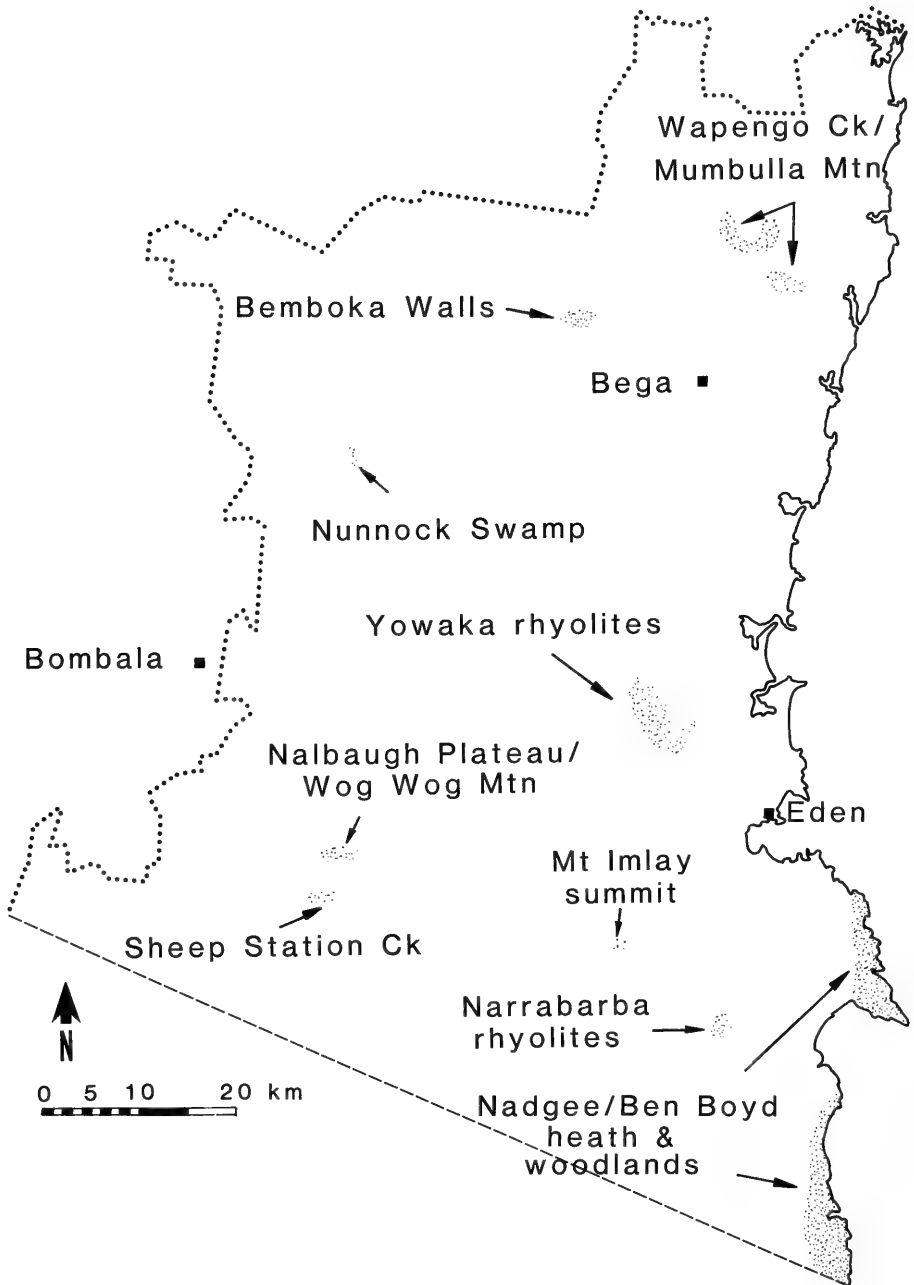 Wapengo Ck/
Mumbulla Mtn
Bemboka Walls
Bega
Nunnock Swamp
Yowaka rhyolites
Bombala
Nalbaugh Plateau/
Wog Wog Mtn
Eden
Mt Imlay
summit
Sheep Station Ck
Narrabarba
rhyolites
N
0 5 10 20 km
Nadgee/Ben Boyd
heath &
woodlands